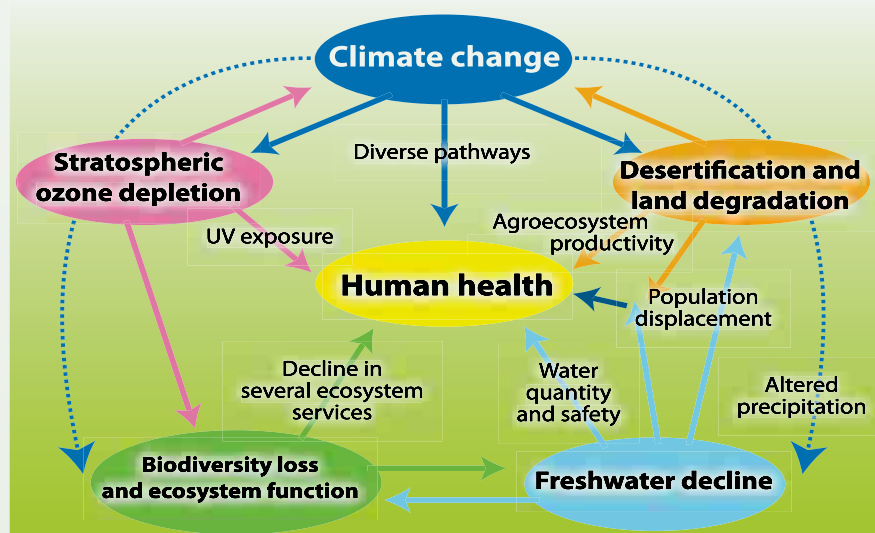 Climate change
Stratospheric
ozone depletion
Diverse pathways
Desertification and
land degradation
UV exposure
Agroecosystem
productivity
Human health
Population
displacement
Decline in
several ecosystem
services
Water
quantity
and safety
Altered
precipitation
Biodiversity loss
and ecosystem function
Freshwater decline